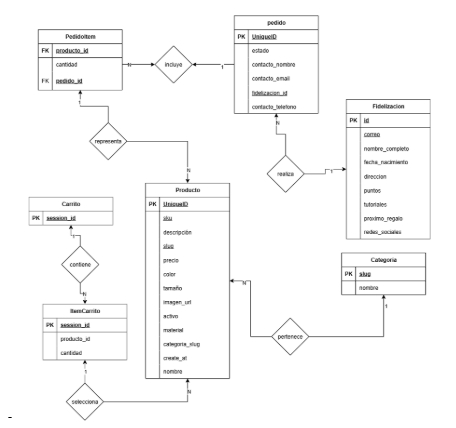 PedidoItem
FK producto_id
cantidad
FK pedido_id
pedido
PK UniqueID
estado
contacto_nombre
contacto_email
fidelizacion_id
contacto_telefono
N
incluye
1
Fidelizacion
PK id
correo
nombre_completo
fecha_nacimiento
direccion
puntos
tutoriales
proximo_regalo
redes_sociales
1
representa
N
N
realiza
1
Producto
PK UniqueID
sku
descripción
slug
precio
color
tamaño
imagen_url
activo
material
categoria_slug
create_at
nombre
Carrito
PK session_id
1
contiene
N
ItemCarrito
PK session_id
producto_id
cantidad
1
selecciona
N
Categoria
PK slug
nombre
N
pertenece
1
-